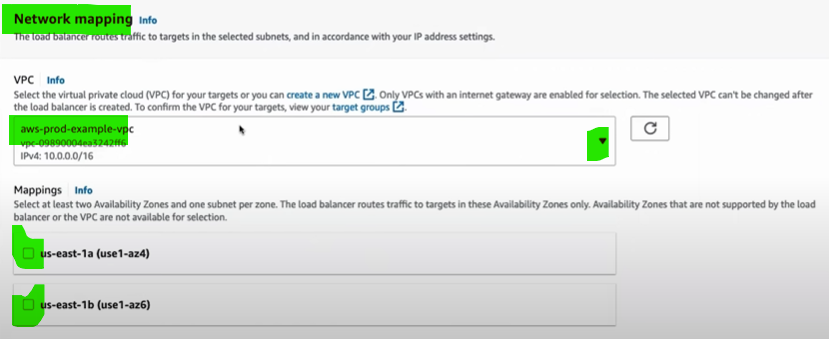 Network mapping Info
The load balancer routes traffic to targets in the selected subnets, and in accordance with your IP address settings.
VPC Info
Select the virtual private cloud (VPC) for your targets or you can create a new VPC. Only VPCs with an internet gateway are enabled for selection. The selected VPC can't be changed after
the load balancer is created. To confirm the VPC for your targets, view your target groups.
aws-prod-example-vpc
vpc-09890004ea3242ff6
IPv4: 10.0.0.0/16
Mappings Info
Select at least two Availability Zones and one subnet per zone. The load balancer routes traffic to targets in these Availability Zones only. Availability Zones that are not supported by the load
balancer or the VPC are not available for selection.
us-east-1a (use1-az4)
us-east-1b (use1-az6)